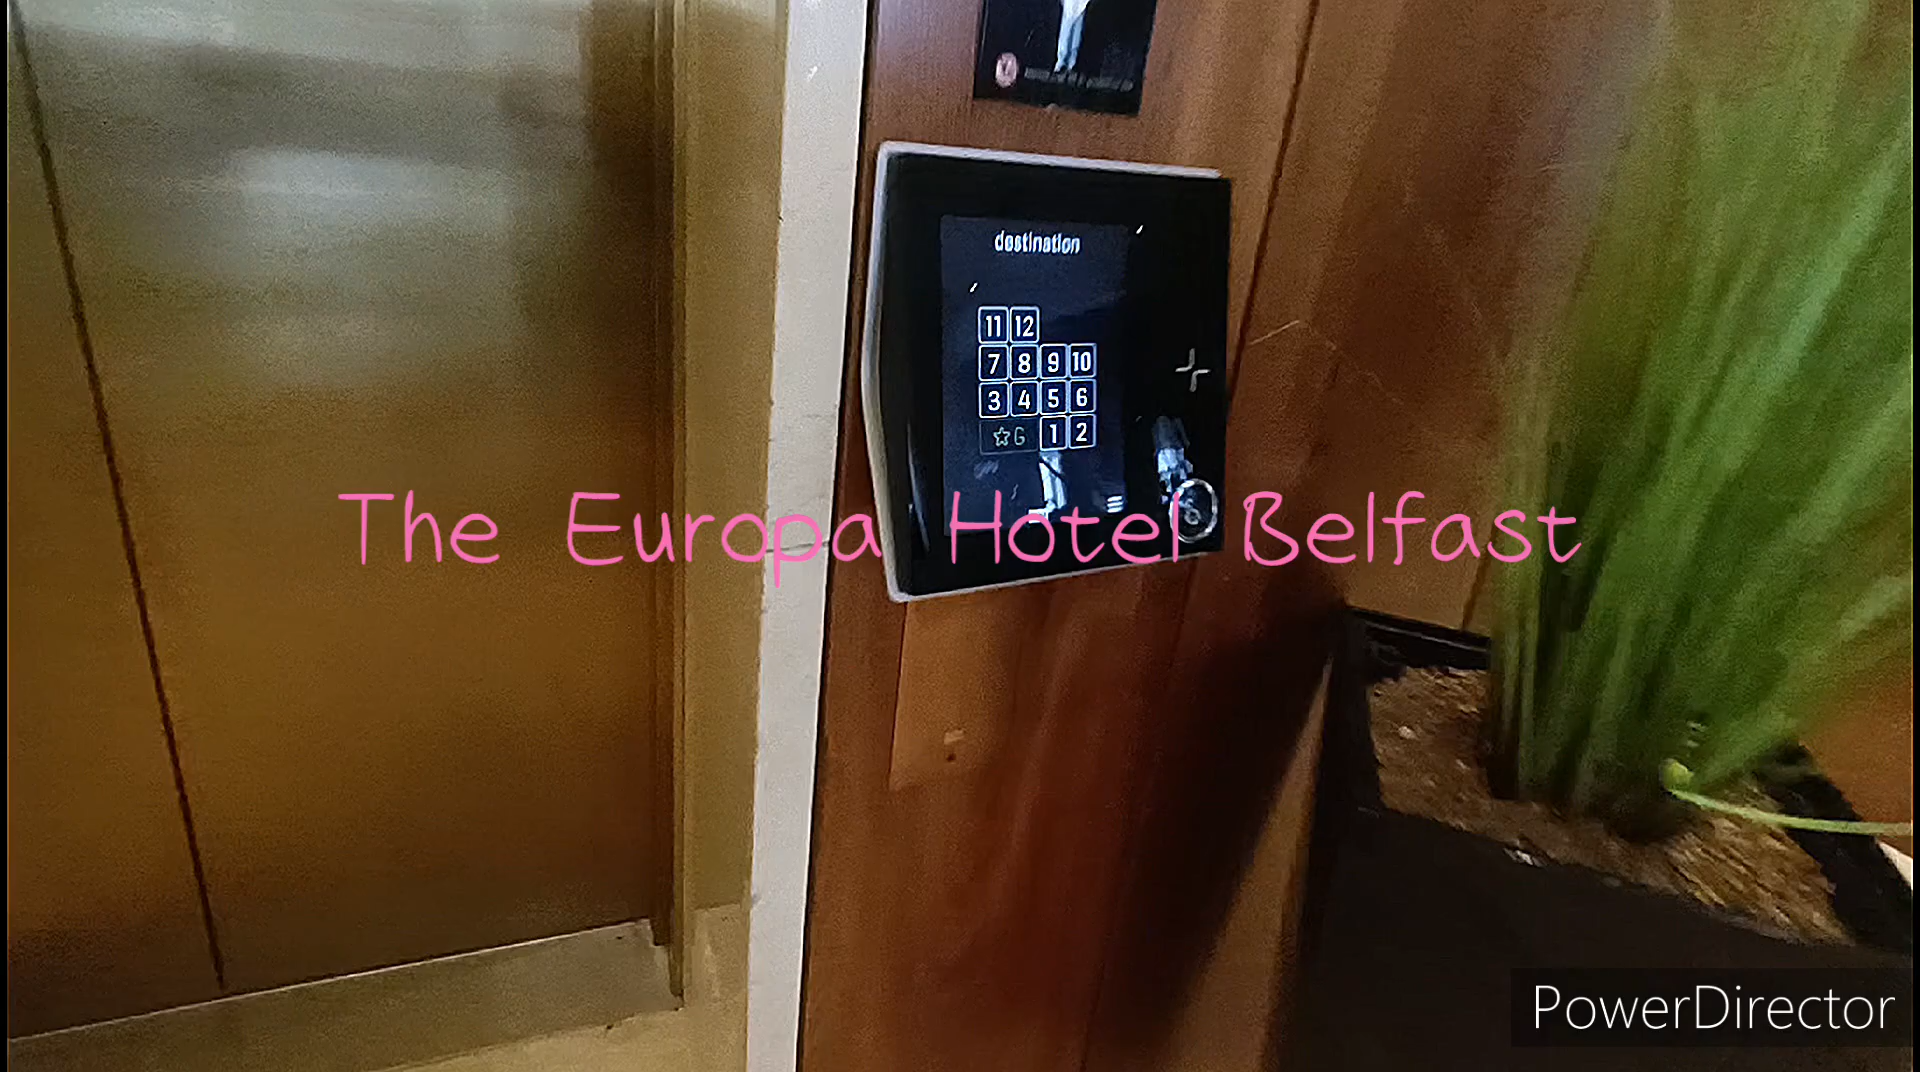 destination
11 12
7 8 9 10
3 4 5 6
☆G 1 2
The Europa Hotel Belfast
PowerDirector